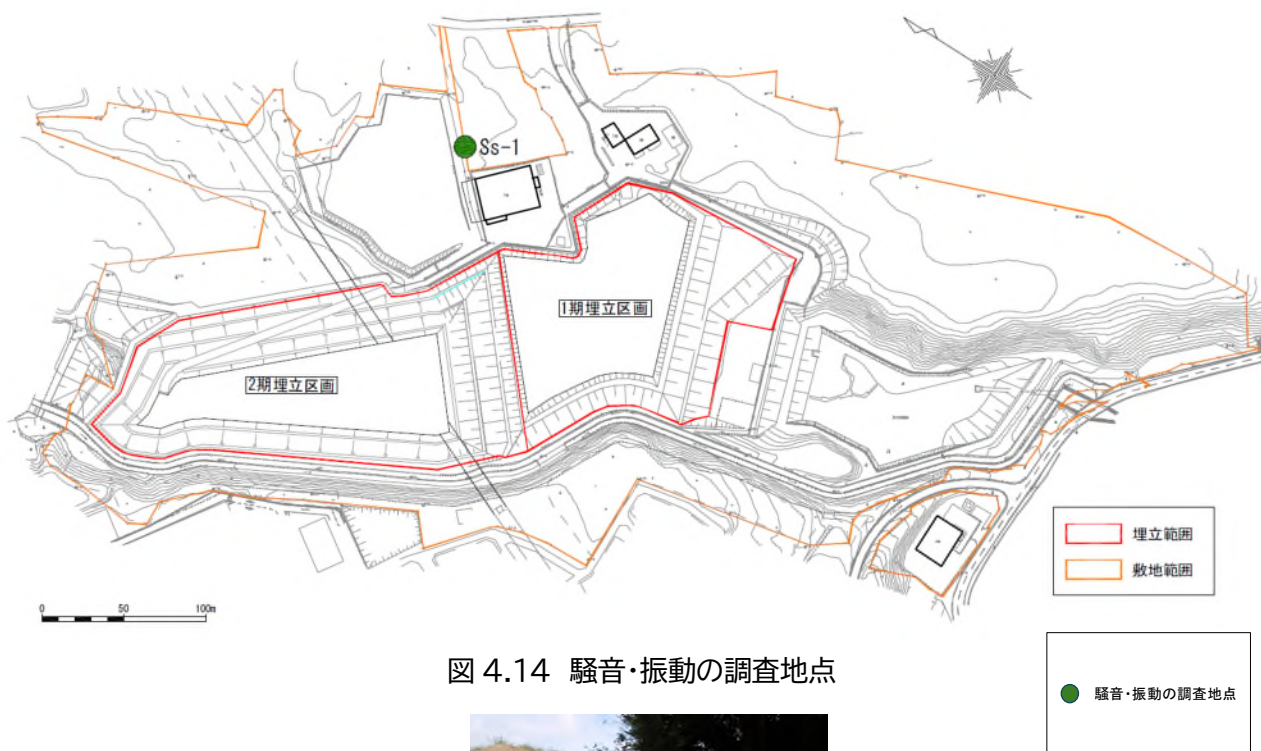 Ss-1
1期埋立区画
2期埋立区画
埋立範囲
敷地範囲
0 50 100m
図 4.14 騒音・振動の調査地点
騒音・振動の調査地点